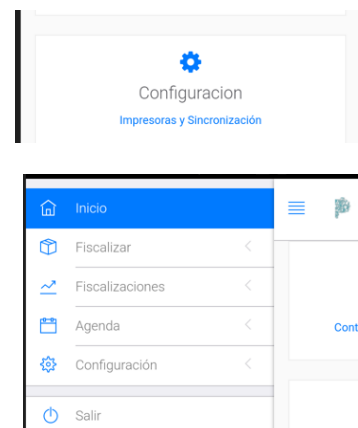 Configuracion
Impresoras y Sincronización
Inicio
Fiscalizar
Fiscalizaciones
Agenda
Cont
Configuración
Salir